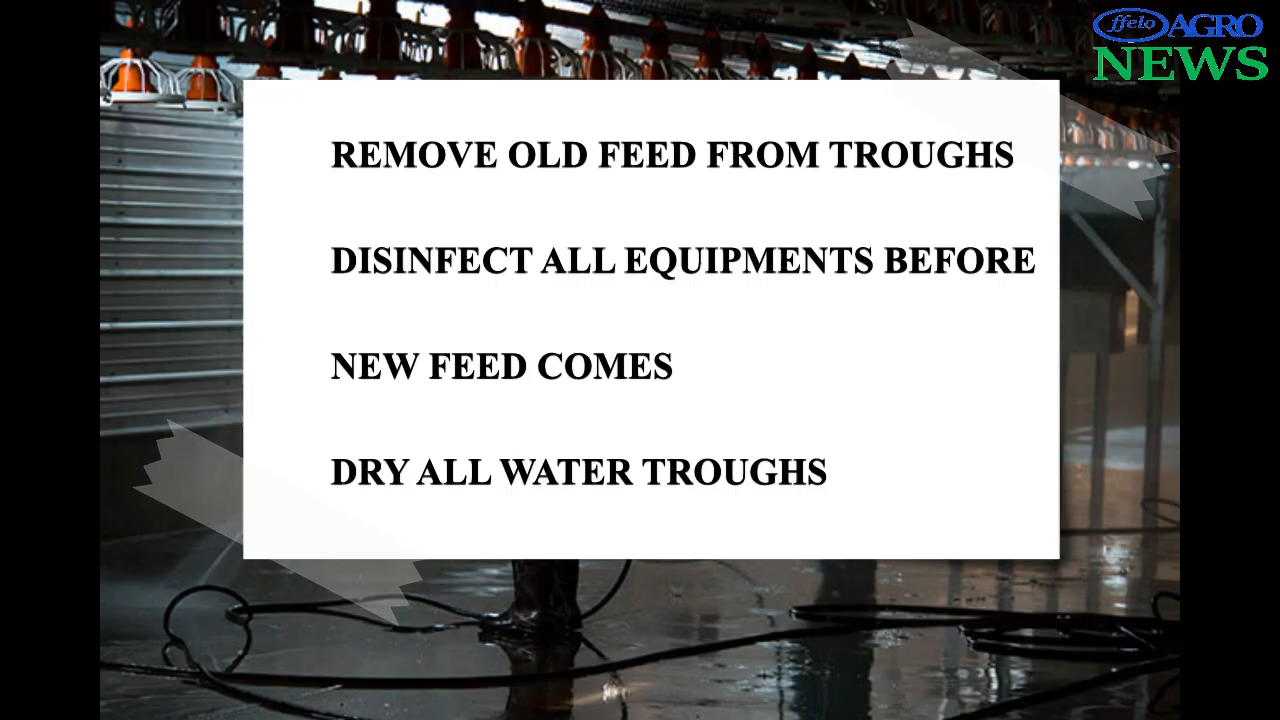 ffelo AGRO
NEWS
REMOVE OLD FEED FROM TROUGHS
DISINFECT ALL EQUIPMENTS BEFORE
NEW FEED COMES
DRY ALL WATER TROUGHS